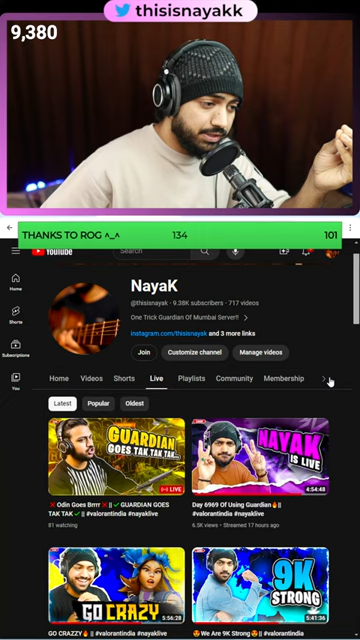 thisisnayakk
9,380
THANKS TO ROG ^_^ 134 101
YouTube
Search
Home
Shorts
Subscriptions
You
NayaK
@thisisnayak · 9.38K subscribers · 717 videos
One Trick Guardian Of Mumbai Server!!
instagram.com/thisisnayak and 3 more links
Join
Customize channel
Manage videos
Home Videos Shorts Live Playlists Community Membership
Latest Popular Oldest
GUARDIAN
GOES TAK TAK TAK...
LIVE
NAYAK
IS LIVE
4:54:48
Odin Goes Brrrr || GUARDIAN GOES
TAK TAK || #valorantindia #nayaklive
81 watching
Day 6969 Of Using Guardian ||
#valorantindia #nayaklive
6.5K views · Streamed 17 hours ago
GO CRAZY
5:56:28
9K
STRONG
5:41:36
GO CRAZZY || #valorantindia #nayaklive
We Are 9K Strong ||
#valorantindia #nayaklive